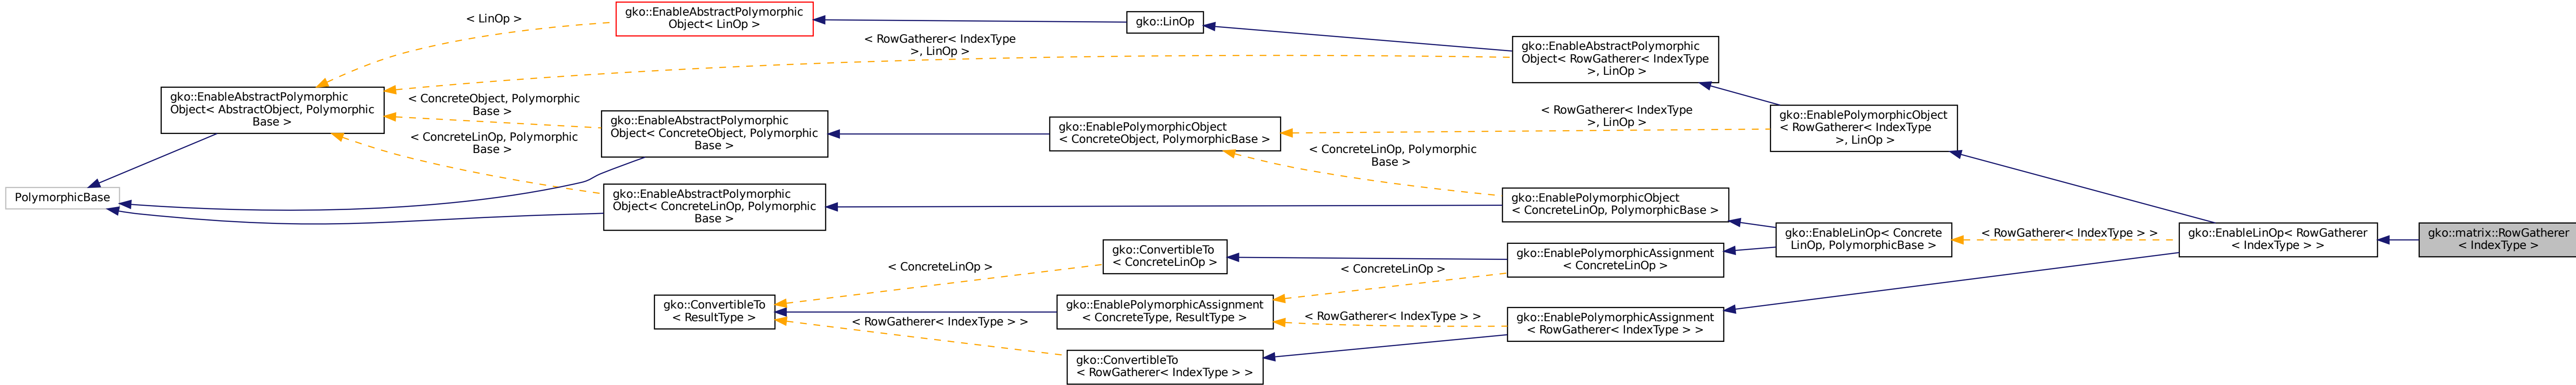 gko::EnableAbstractPolymorphic
Object< LinOp >
< LinOp >
gko::LinOp
< RowGatherer< IndexType
>, LinOp >
gko::EnableAbstractPolymorphic
Object< RowGatherer< IndexType
>, LinOp >
gko::EnableAbstractPolymorphic
Object< AbstractObject, Polymorphic
Base >
< ConcreteObject, Polymorphic
Base >
gko::EnableAbstractPolymorphic
Object< ConcreteObject, Polymorphic
Base >
gko::EnablePolymorphicObject
< ConcreteObject, PolymorphicBase >
< RowGatherer< IndexType
>, LinOp >
gko::EnablePolymorphicObject
< RowGatherer< IndexType
>, LinOp >
< ConcreteLinOp, Polymorphic
Base >
< ConcreteLinOp, Polymorphic
Base >
PolymorphicBase
gko::EnableAbstractPolymorphic
Object< ConcreteLinOp, Polymorphic
Base >
gko::EnablePolymorphicObject
< ConcreteLinOp, PolymorphicBase >
gko::EnableLinOp< Concrete
LinOp, PolymorphicBase >
< RowGatherer< IndexType > >
gko::EnableLinOp< RowGatherer
< IndexType > >
gko::matrix::RowGatherer
< IndexType >
gko::ConvertibleTo
< ConcreteLinOp >
gko::EnablePolymorphicAssignment
< ConcreteLinOp >
< ConcreteLinOp >
< ConcreteLinOp >
gko::ConvertibleTo
< ResultType >
gko::EnablePolymorphicAssignment
< ConcreteType, ResultType >
< RowGatherer< IndexType > >
< RowGatherer< IndexType > >
gko::EnablePolymorphicAssignment
< RowGatherer< IndexType > >
gko::ConvertibleTo
< RowGatherer< IndexType > >